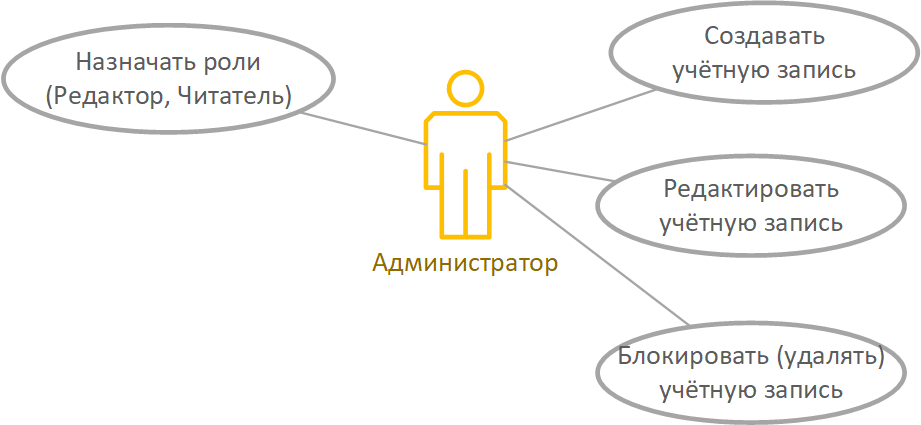 Назначать роли
(Редактор, Читатель)
Создавать
учётную запись
Редактировать
учётную запись
Администратор
Блокировать (удалять)
учётную запись